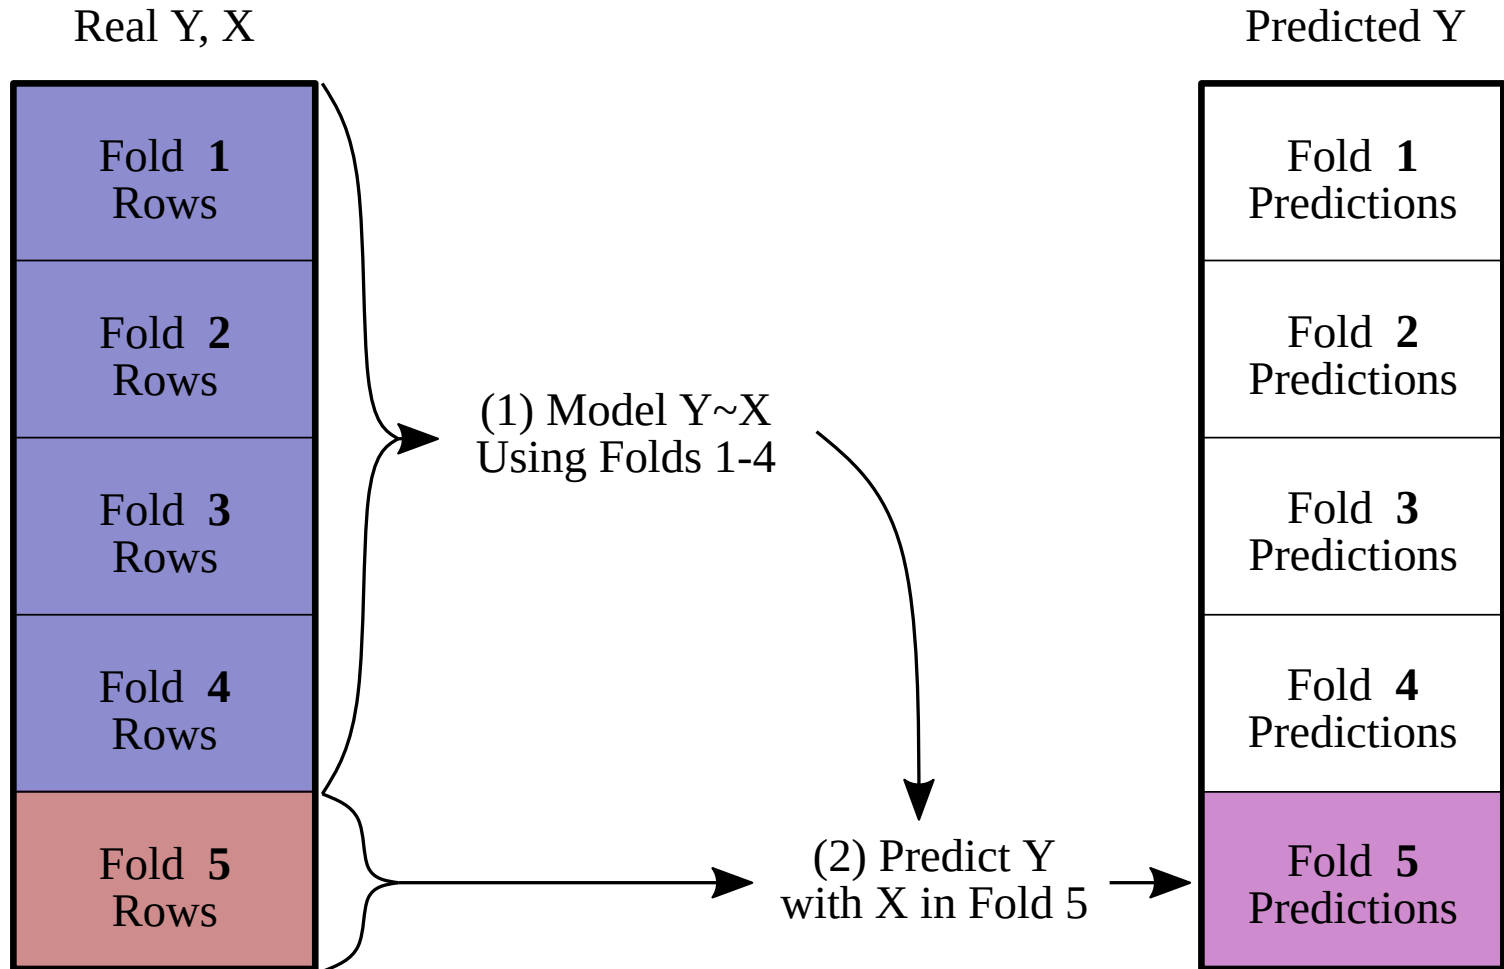 Real Y, X
Fold 1
Rows
Fold 2
Rows
Fold 3
Rows
Fold 4
Rows
Fold 5
Rows
(1) Model Y~X
Using Folds 1-4
(2) Predict Y
with X in Fold 5
Predicted Y
Fold 1
Predictions
Fold 2
Predictions
Fold 3
Predictions
Fold 4
Predictions
Fold 5
Predictions